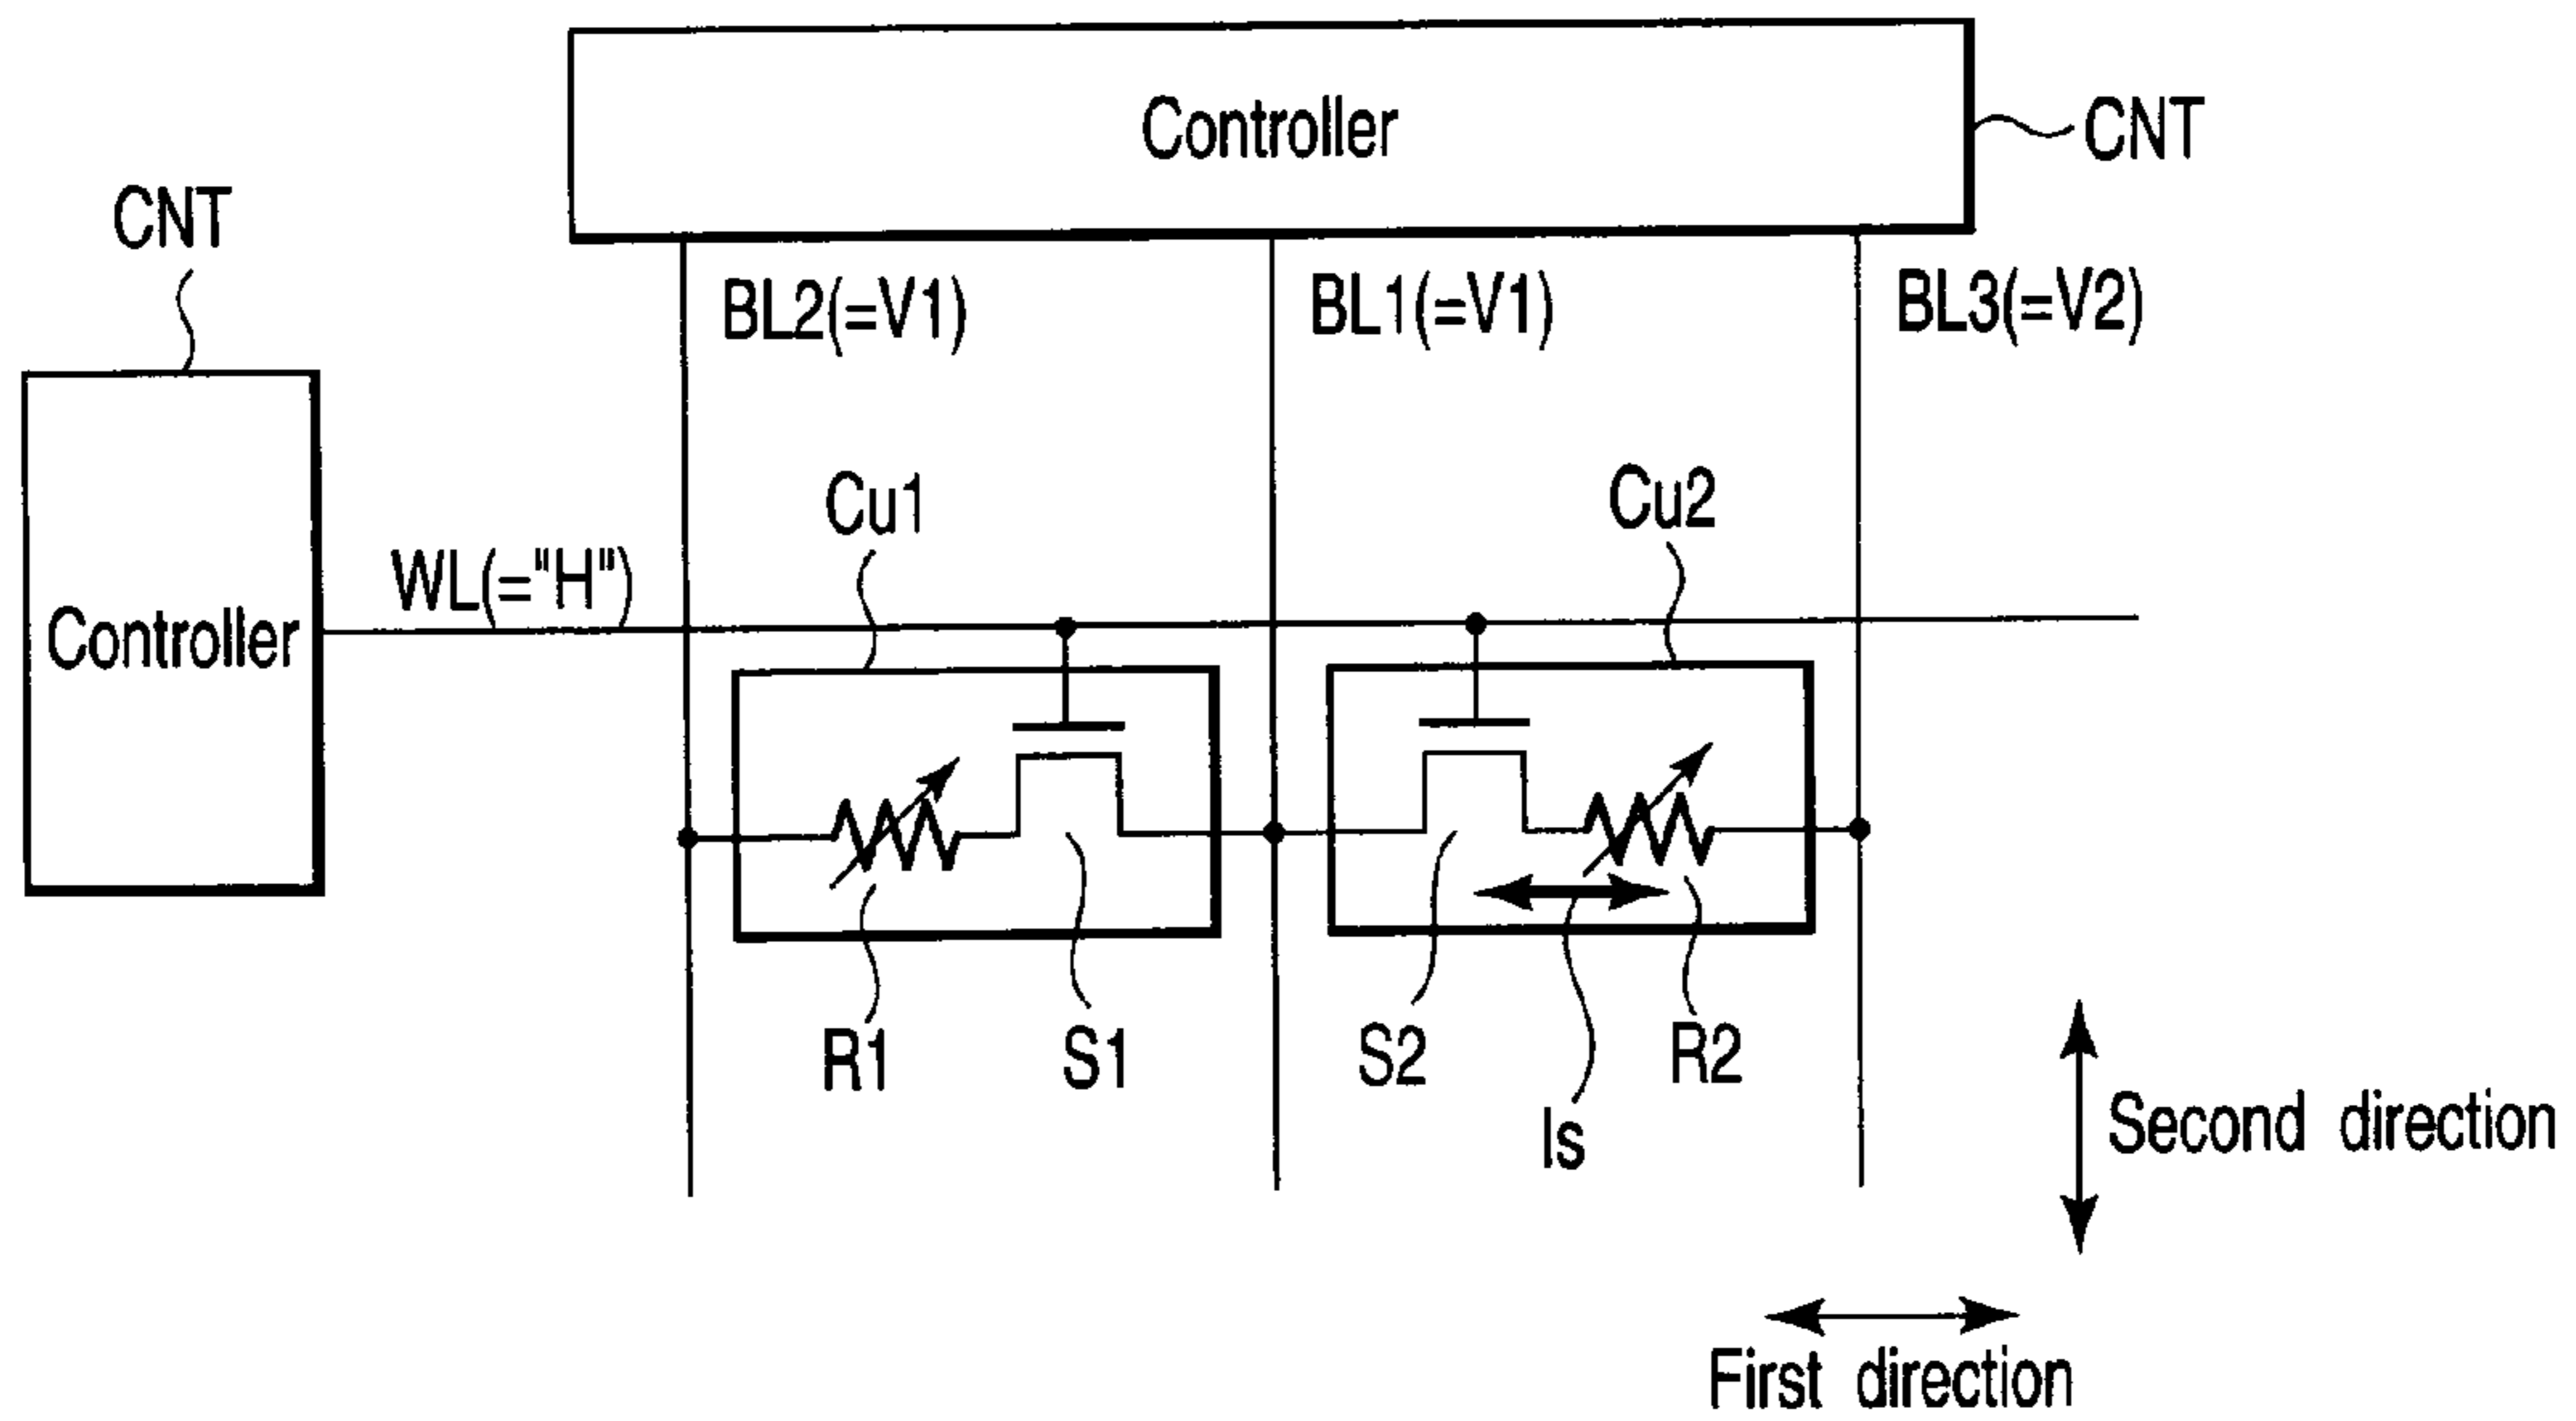 Controller
CNT
CNT
BL2(=V1)
BL1(=V1)
BL3(=V2)
Cu1
Cu2
WL(="H")
Controller
R1
S1
S2
R2
Is
Second direction
First direction